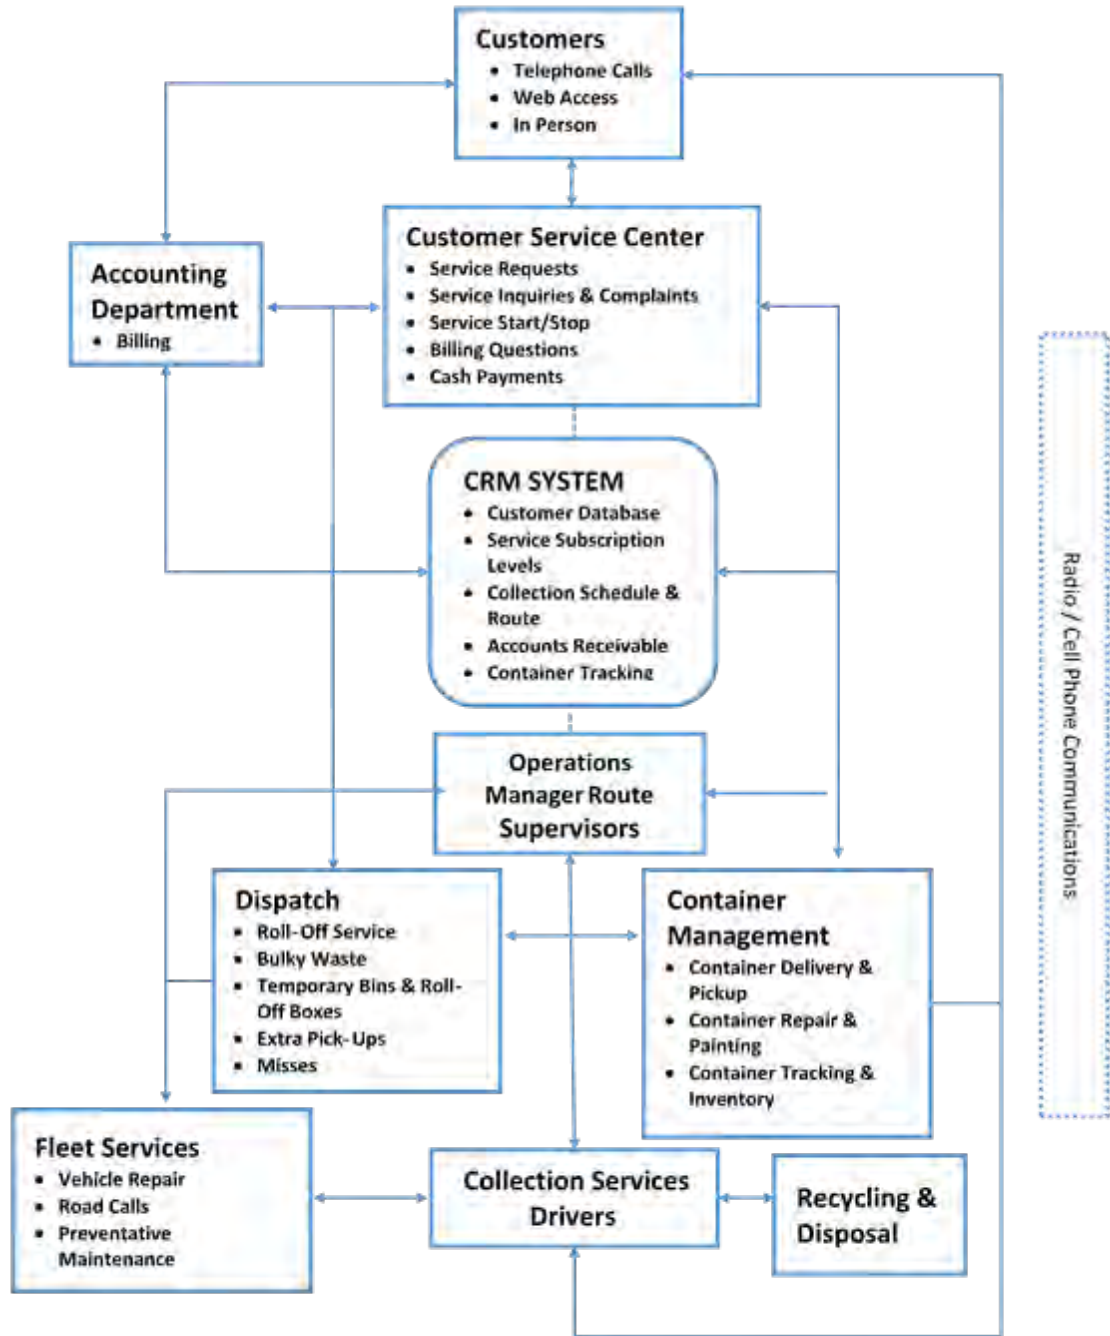 Customers
• Telephone Calls
• Web Access
• In Person
Customer Service Center
• Service Requests
• Service Inquiries & Complaints
• Service Start/Stop
• Billing Questions
• Cash Payments
Accounting
Department
• Billing
CRM SYSTEM
• Customer Database
• Service Subscription
Levels
• Collection Schedule &
Route
• Accounts Receivable
• Container Tracking
Radio / Cell Phone Communications
Operations
Manager Route
Supervisors
Dispatch
• Roll-Off Service
• Bulky Waste
• Temporary Bins & Roll-
Off Boxes
• Extra Pick-Ups
• Misses
Container
Management
• Container Delivery &
Pickup
• Container Repair &
Painting
• Container Tracking &
Inventory
Fleet Services
• Vehicle Repair
• Road Calls
• Preventative
Maintenance
Collection Services
Drivers
Recycling &
Disposal